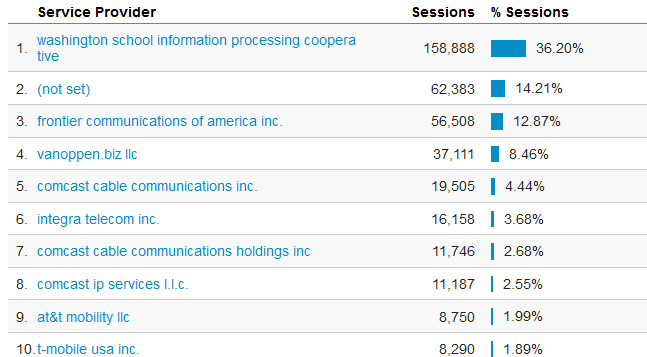 Service Provider Sessions % Sessions
1. washington school information processing coopera
tive 158,888 36.20%
2. (not set) 62,383 14.21%
3. frontier communications of america inc. 56,508 12.87%
4. vanoppen.biz llc 37,111 8.46%
5. comcast cable communications inc. 19,505 4.44%
6. integra telecom inc. 16,158 3.68%
7. comcast cable communications holdings inc 11,746 2.68%
8. comcast ip services l.l.c. 11,187 2.55%
9. at&t mobility llc 8,750 1.99%
10. t-mobile usa inc. 8,290 1.89%